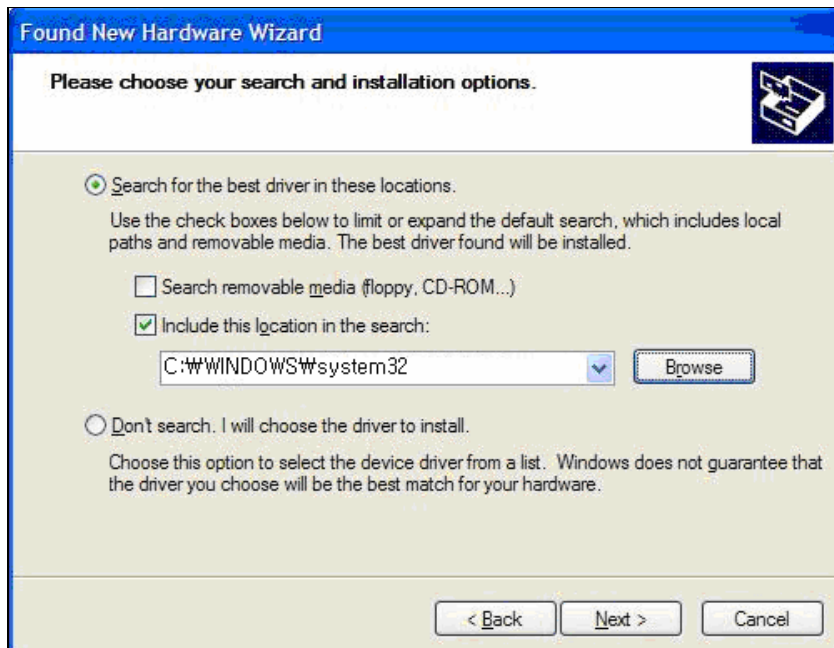 Found New Hardware Wizard
Please choose your search and installation options.
Search for the best driver in these locations.
Use the check boxes below to limit or expand the default search, which includes local
paths and removable media. The best driver found will be installed.
Search removable media (floppy, CD-ROM...)
Include this location in the search:
C:₩WINDOWS₩system32
Browse
Don't search. I will choose the driver to install.
Choose this option to select the device driver from a list. Windows does not guarantee that
the driver you choose will be the best match for your hardware.
< Back Next > Cancel